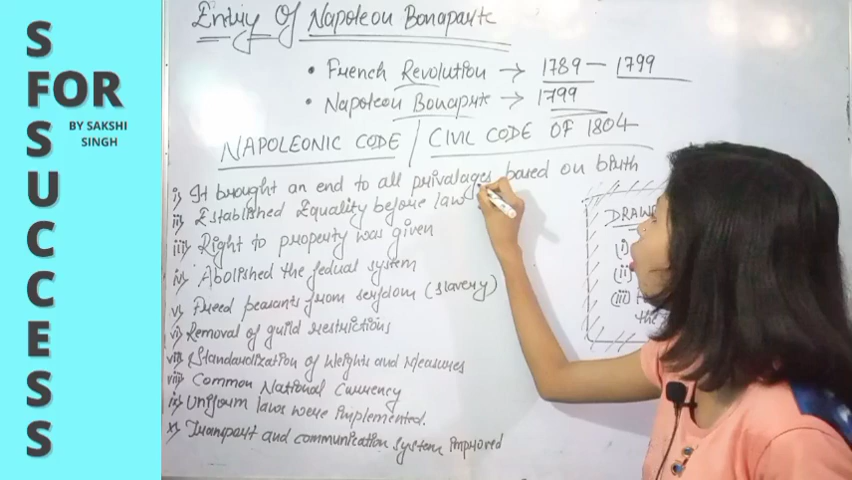 S FOR SUCCESS
BY SAKSHI
SINGH
Entry Of Napoleon Bonaparte
• French Revolution → 1789 — 1799
• Napoleon Bonaprte → 1799
NAPOLEONIC CODE / CIVIL CODE OF 1804
i) It brought an end to all privalages based on birth
ii) Established Equality before law
iii) Right to property was given
iv) Abolished the fedual system
v) Freed peasants from serfdom (slavery)
vi) Removal of guild restrictions
vii) Standardization of Weights and Measures
viii) Common National Currency
ix) Uniform laws were implemented.
x) Transport and communication system improved
DRAW
(i)
(ii)
(iii)
the